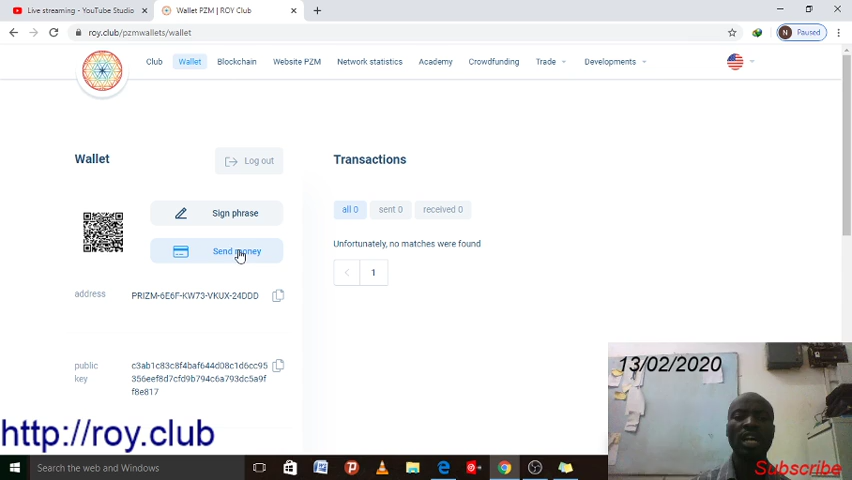 Live streaming - YouTube Studio
Wallet PZM | ROY Club
roy.club/pzmwallets/wallet
N Paused
Club Wallet Blockchain Website PZM Network statistics Academy Crowdfunding Trade Developments
Wallet
Log out
Transactions
Sign phrase
all 0 sent 0 received 0
Send money
Unfortunately, no matches were found
1
address PRIZM-6E6F-KW73-VKUX-24DDD
public key
c3ab1c83c8f4baf644d08c1d6cc95
356eef8d7cfd9b794c6a793dc5a9f
f8e817
13/02/2020
http://roy.club
Subscribe
Search the web and Windows